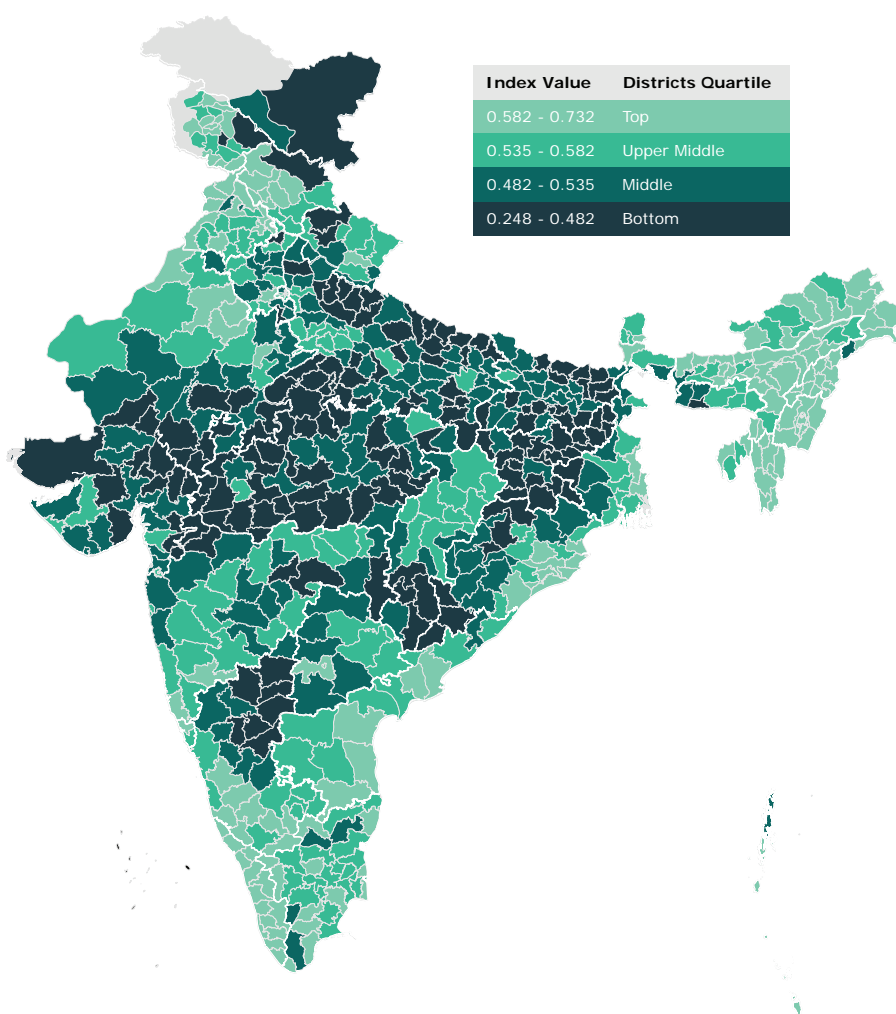 Index Value Districts Quartile
0.582 - 0.732 Top
0.535 - 0.582 Upper Middle
0.482 - 0.535 Middle
0.248 - 0.482 Bottom